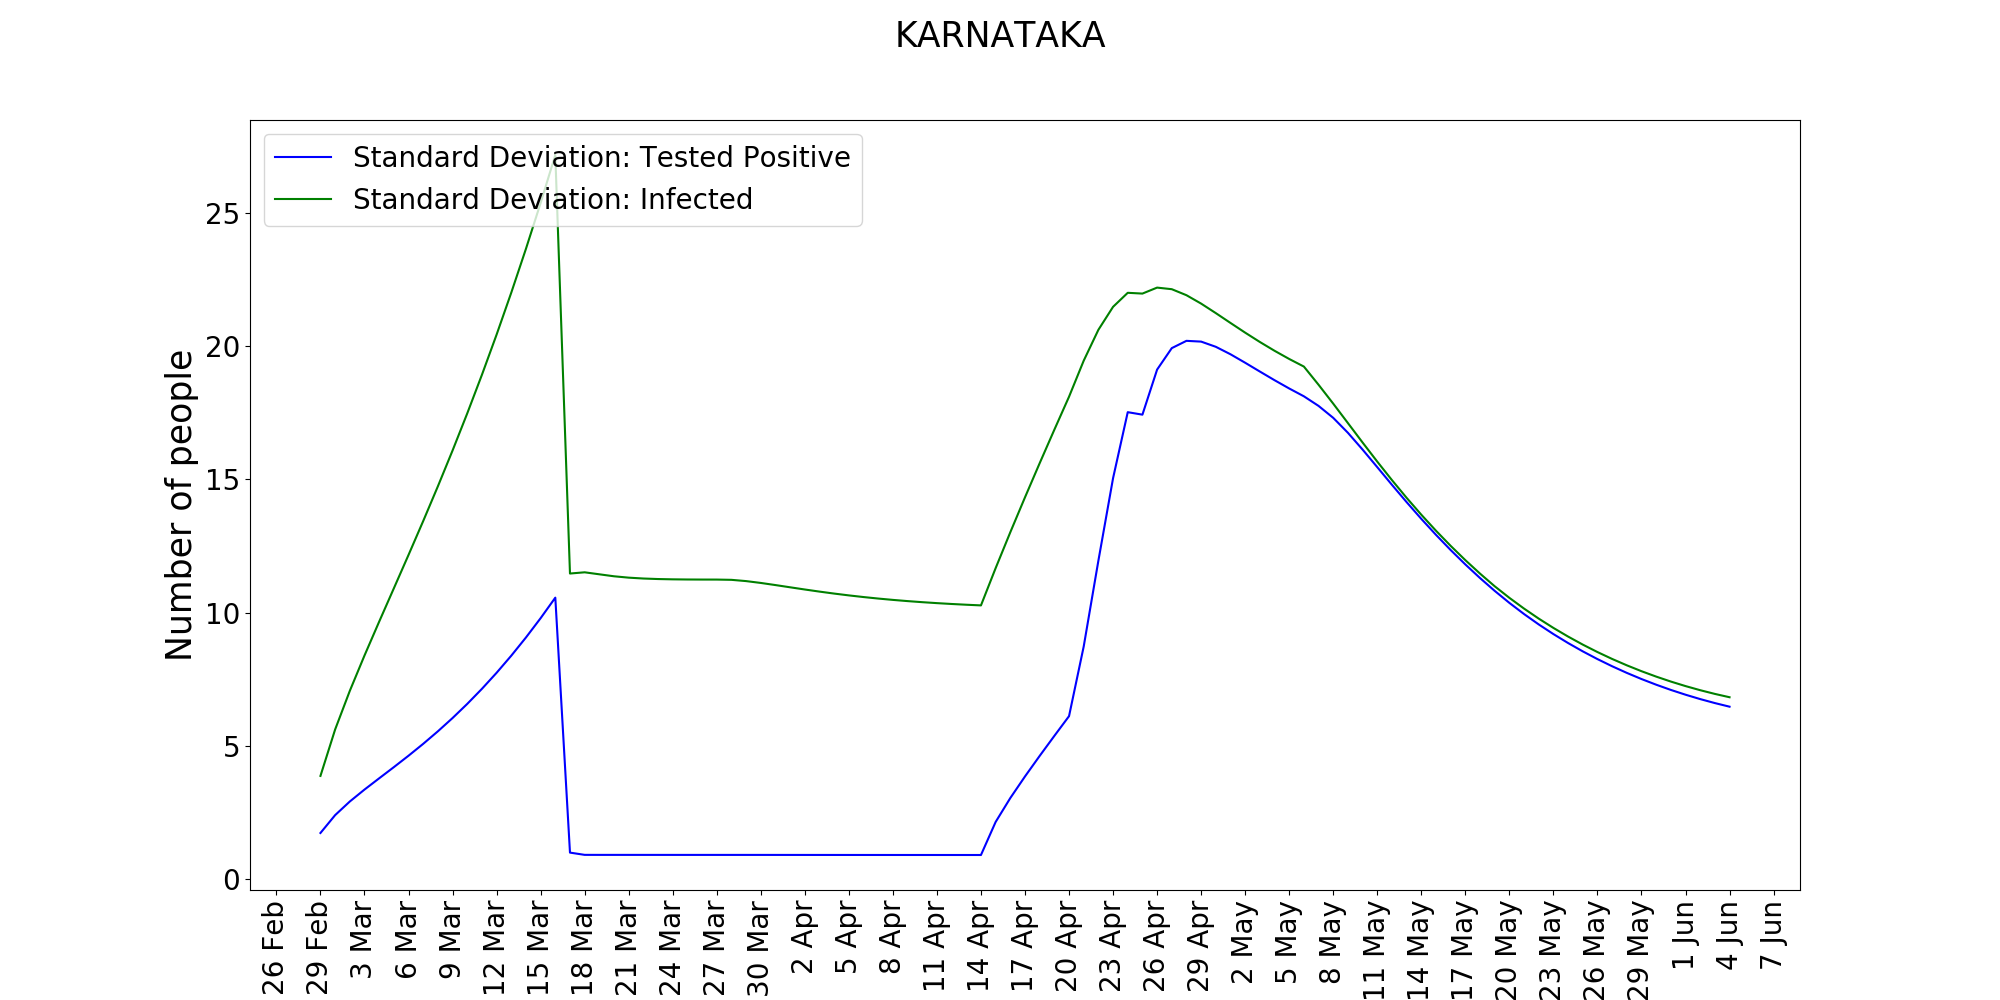 KARNATAKA
Standard Deviation: Tested Positive
Standard Deviation: Infected
Number of people
25
20
15
10
5
0
26 Feb
29 Feb
3 Mar
6 Mar
9 Mar
12 Mar
15 Mar
18 Mar
21 Mar
24 Mar
27 Mar
30 Mar
2 Apr
5 Apr
8 Apr
11 Apr
14 Apr
17 Apr
20 Apr
23 Apr
26 Apr
29 Apr
2 May
5 May
8 May
11 May
14 May
17 May
20 May
23 May
26 May
29 May
1 Jun
4 Jun
7 Jun